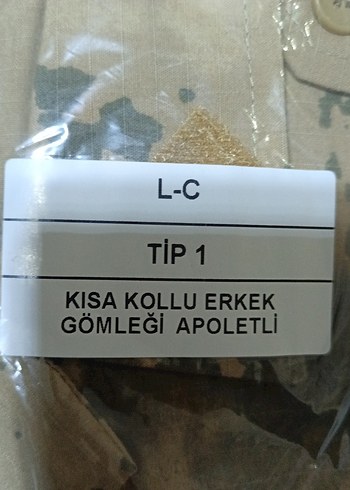 L-C
TİP 1
KISA KOLLU ERKEK
GÖMLEĞİ APOLETLİ